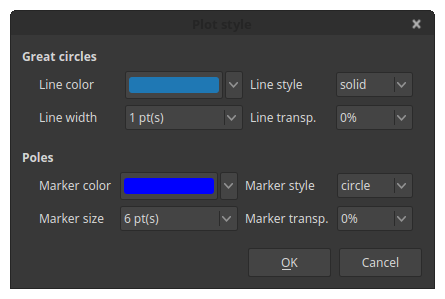 Plot style
Great circles
Line color Line style solid
Line width 1 pt(s) Line transp. 0%
Poles
Marker color Marker style circle
Marker size 6 pt(s) Marker transp. 0%
OK Cancel